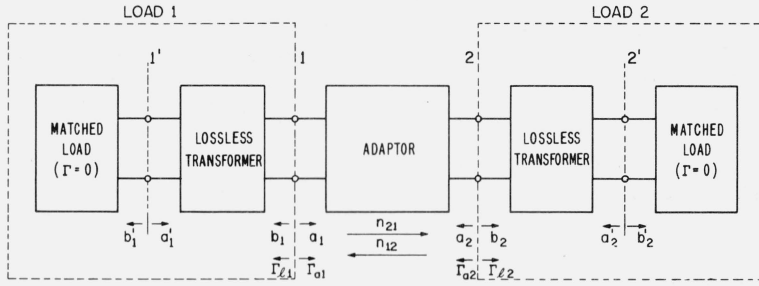 LOAD 1
LOAD 2
1'
1
2
2'
MATCHED
LOAD
(Γ=0)
LOSSLESS
TRANSFORMER
ADAPTOR
LOSSLESS
TRANSFORMER
MATCHED
LOAD
(Γ=0)
b'₁ a'₁
b₁ a₁
η₂₁
η₁₂
a₂ b₂
a'₂ b'₂
Γℓ1 Γa1
Γa2 Γℓ2